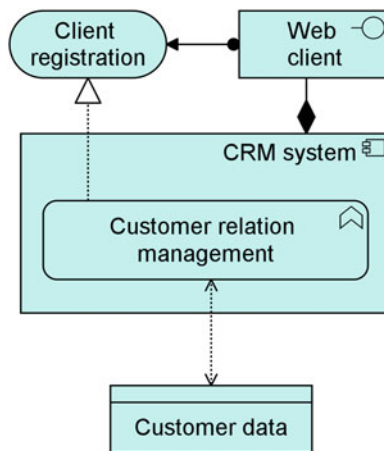 Client
registration
Web
client
CRM system
Customer relation
management
Customer data